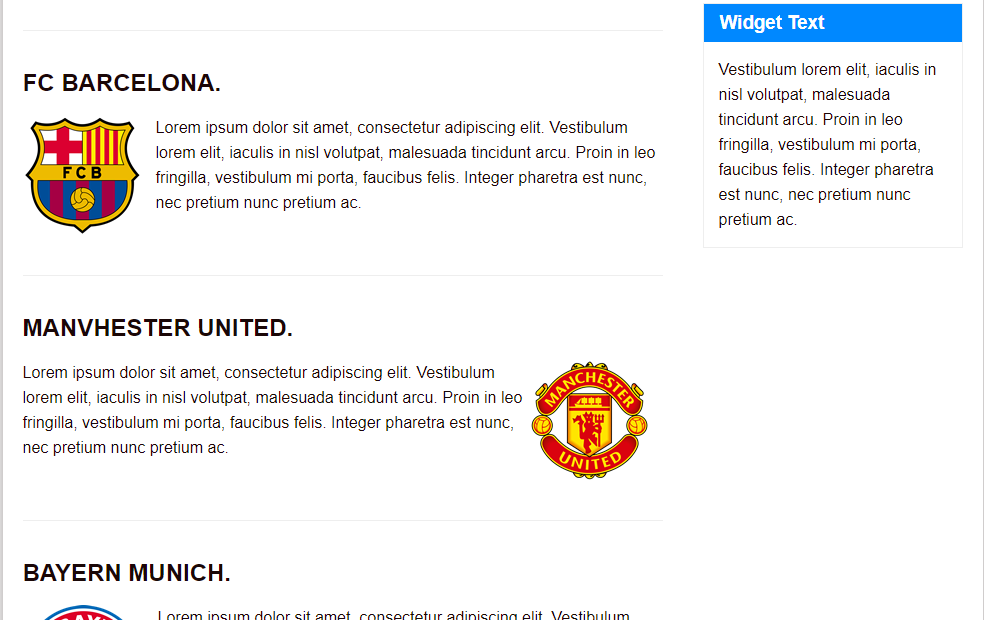 FC BARCELONA.
FCB
Lorem ipsum dolor sit amet, consectetur adipiscing elit. Vestibulum
lorem elit, iaculis in nisl volutpat, malesuada tincidunt arcu. Proin in leo
fringilla, vestibulum mi porta, faucibus felis. Integer pharetra est nunc,
nec pretium nunc pretium ac.
MANVHESTER UNITED.
Lorem ipsum dolor sit amet, consectetur adipiscing elit. Vestibulum
lorem elit, iaculis in nisl volutpat, malesuada tincidunt arcu. Proin in leo
fringilla, vestibulum mi porta, faucibus felis. Integer pharetra est nunc,
nec pretium nunc pretium ac.
MANCHESTER
UNITED
BAYERN MUNICH.
Lorem ipsum dolor sit amet, consectetur adipiscing elit. Vestibulum
Widget Text
Vestibulum lorem elit, iaculis in
nisl volutpat, malesuada
tincidunt arcu. Proin in leo
fringilla, vestibulum mi porta,
faucibus felis. Integer pharetra
est nunc, nec pretium nunc
pretium ac.